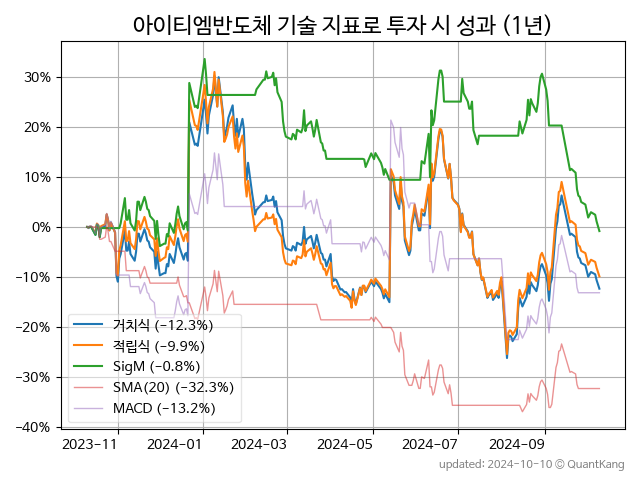 아이티엠반도체 기술 지표로 투자 시 성과 (1년)
30%
20%
10%
0%
−10%
−20%
−30%
−40%
거치식 (−12.3%)
적립식 (−9.9%)
SigM (−0.8%)
SMA(20) (−32.3%)
MACD (−13.2%)
2023−11 2024−01 2024−03 2024−05 2024−07 2024−09
updated: 2024-10-10 © QuantKang